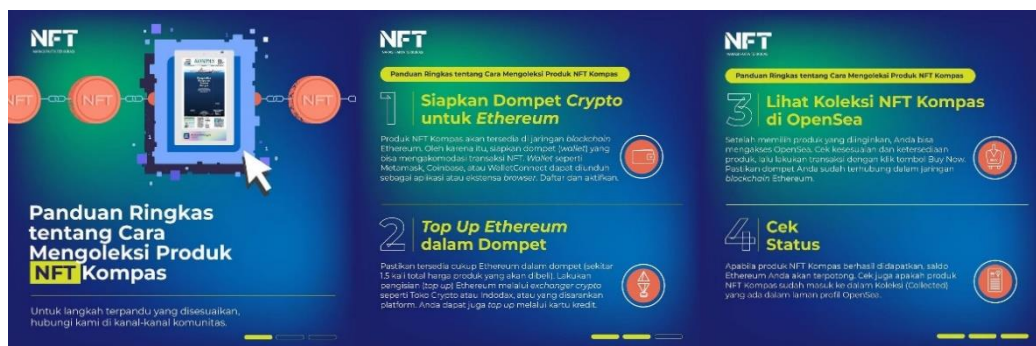 NFT
NFT
NFT
NFT
Panduan Ringkas
tentang Cara
Mengoleksi Produk
NFT Kompas
Untuk langkah terpandu yang disesuaikan,
hubungi kami di kanal-kanal komunitas.
NFT
Panduan Ringkas tentang Cara Mengoleksi Produk NFT Kompas
1
Siapkan Dompet Crypto
untuk Ethereum
Produk NFT Kompas akan tersedia di jaringan blockchain
Ethereum. Oleh karena itu, siapkan dompet (wallet) yang
bisa mengakomodasi transaksi NFT. Wallet seperti
Metamask, Coinbase, atau WalletConnect dapat diunduh
sebagai aplikasi atau ekstensa browser. Daftar dan aktifkan.
2
Top Up Ethereum
dalam Dompet
Pastikan tersedia cukup Ethereum dalam dompet (sekitar
1,5 kali total harga produk yang akan dibeli). Lakukan
pengisian (top up) Ethereum melalui exchanger crypto
seperti Toko Crypto atau Indodax, atau yang disarankan
platform. Anda dapat juga top up melalui kartu kredit.
NFT
Panduan Ringkas tentang Cara Mengoleksi Produk NFT Kompas
3
Lihat Koleksi NFT Kompas
di OpenSea
Setelah memilih produk yang diinginkan, Anda bisa
mengakses OpenSea. Cek kesesuaian dan ketersediaan
produk, lalu lakukan transaksi dengan klik tombol Buy Now.
Pastikan dompet Anda sudah terhubung dalam jaringan
blockchain Ethereum.
4
Cek
Status
Apabila produk NFT Kompas berhasil didapatkan, saldo
Ethereum Anda akan terpotong. Cek juga apakah produk
NFT Kompas sudah masuk ke dalam Koleksi (Collected)
yang ada dalam laman profil OpenSea.